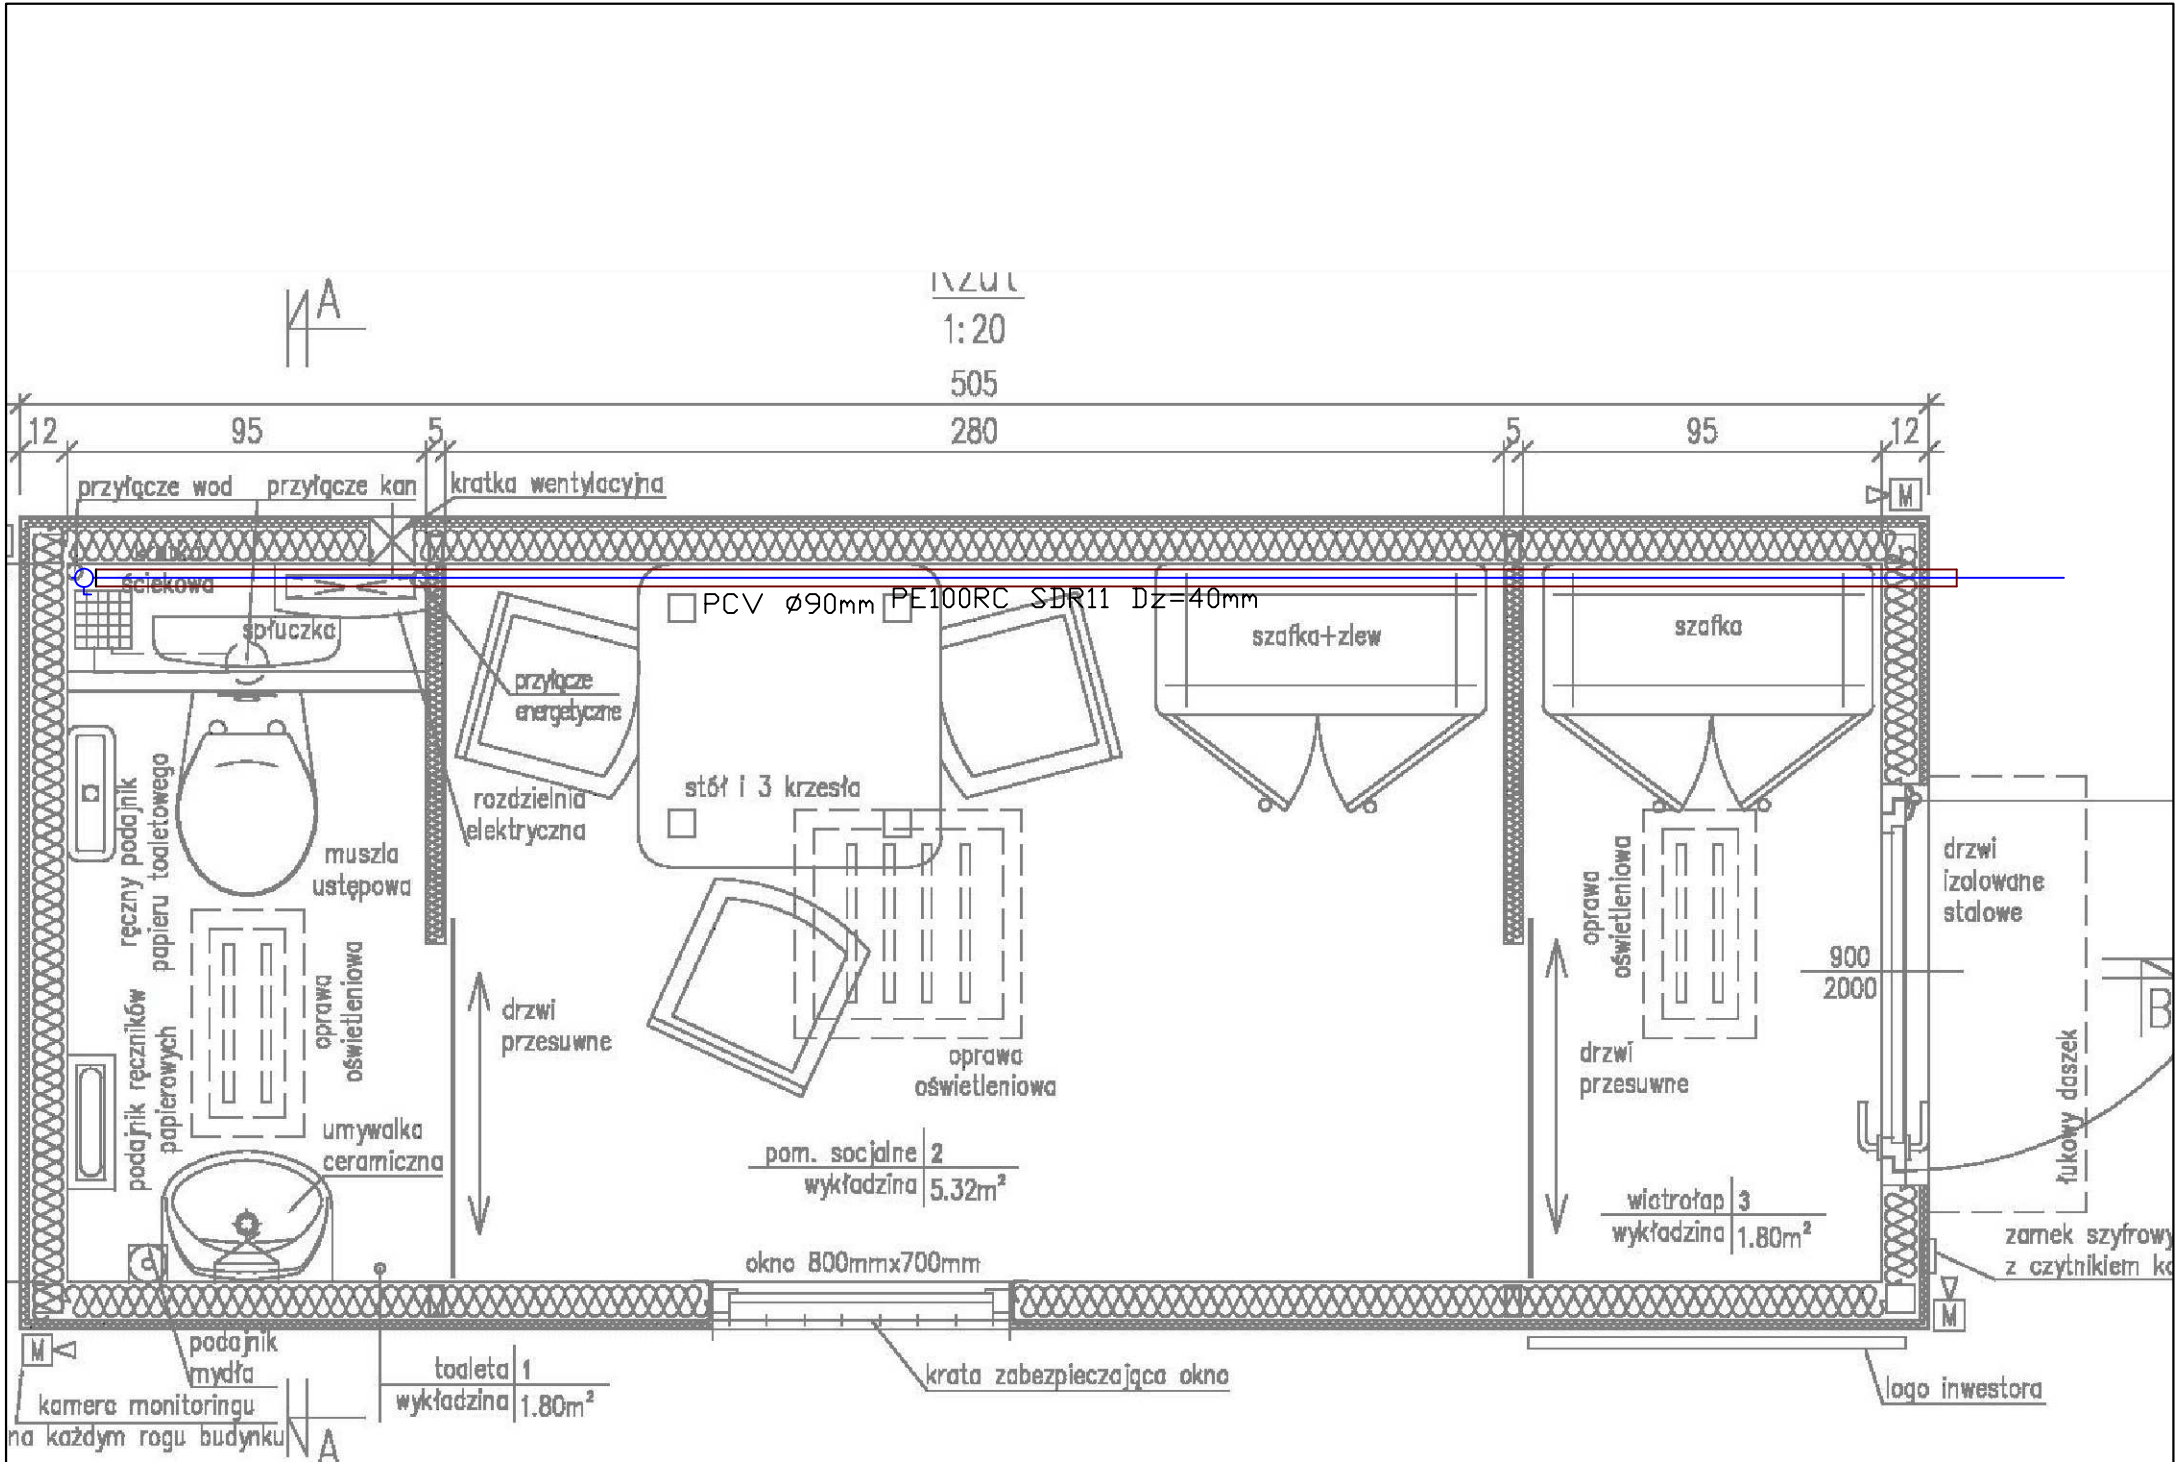 A
Rzut
1:20
505
12
95
5
280
5
95
12
przyłącze wod
przyłącze kan
kratka wentylacyjna
M
kratka
ściekowa
spłuczka
PCV ø90mm
PE100RC SDR11 Dz=40mm
szafka+zlew
szafka
przyłącze
energetyczne
stół i 3 krzesła
rozdzielnia
elektryczna
muszla
ustępowa
ręczny podajnik
papieru toaletowego
oprawa
oświetleniowa
podajnik ręczników
papierowych
drzwi
przesuwne
oprawa
oświetleniowa
oprawa
oświetleniowa
drzwi
izolowane
stalowe
900
2000
B
drzwi
przesuwne
łukowy daszek
umywalka
ceramiczna
pom. socjalne 2
wykładzina 5.32m²
wiatrołap 3
wykładzina 1.80m²
okno 800mmx700mm
zamek szyfrowy
z czytnikiem
M
M
podajnik
mydła
toaleta 1
wykładzina 1.80m²
krata zabezpieczająca okno
logo inwestora
kamera monitoringu
na każdym rogu budynku
A